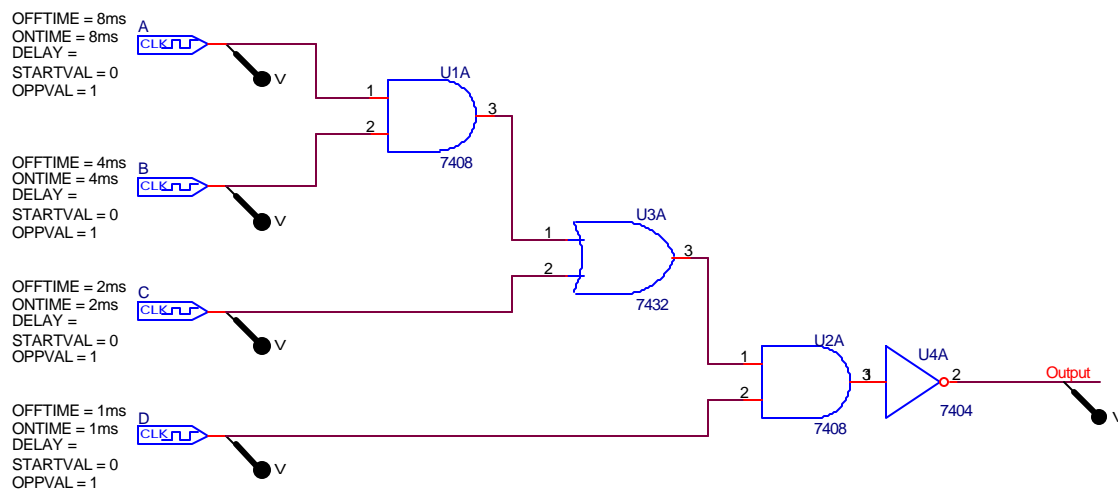 OFFTIME = 8ms
ONTIME = 8ms
DELAY =
STARTVAL = 0
OPPVAL = 1
A
CLK
V
U1A
1
2
3
7408
OFFTIME = 4ms
ONTIME = 4ms
DELAY =
STARTVAL = 0
OPPVAL = 1
B
CLK
V
U3A
1
2
3
7432
OFFTIME = 2ms
ONTIME = 2ms
DELAY =
STARTVAL = 0
OPPVAL = 1
C
CLK
V
U2A
1
2
3
7408
U4A
1
2
7404
Output
V
OFFTIME = 1ms
ONTIME = 1ms
DELAY =
STARTVAL = 0
OPPVAL = 1
D
CLK
V